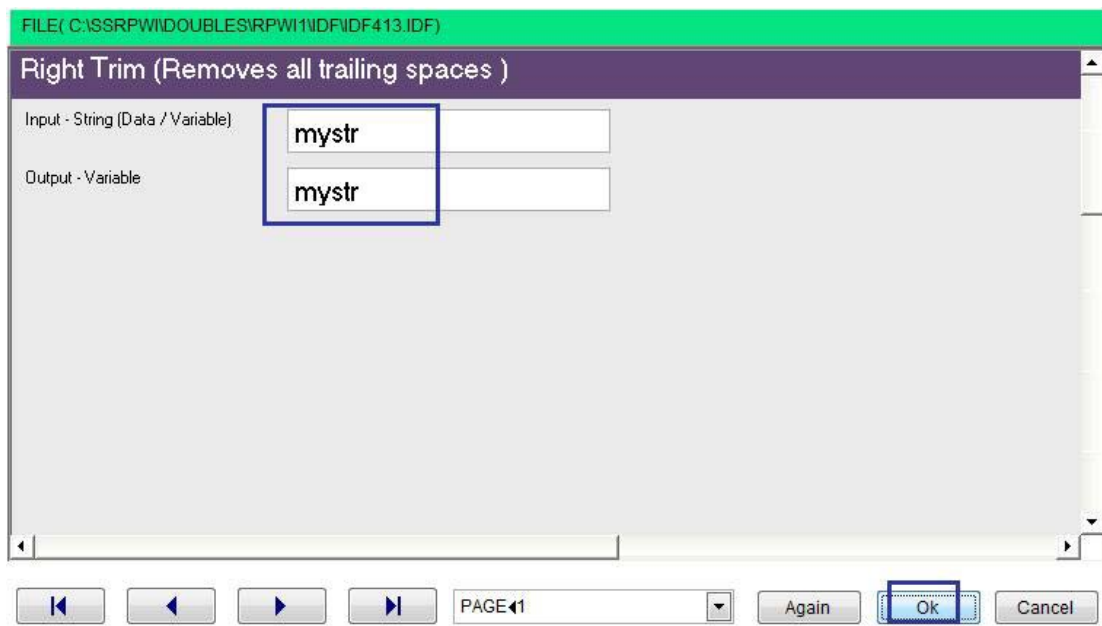 FILE( C:\SSRPWI\DOUBLES\RPWI1\IDF\IDF413.IDF)
Right Trim (Removes all trailing spaces )
Input - String (Data / Variable)
mystr
Output - Variable
mystr
PAGE◄1
Again
Ok
Cancel